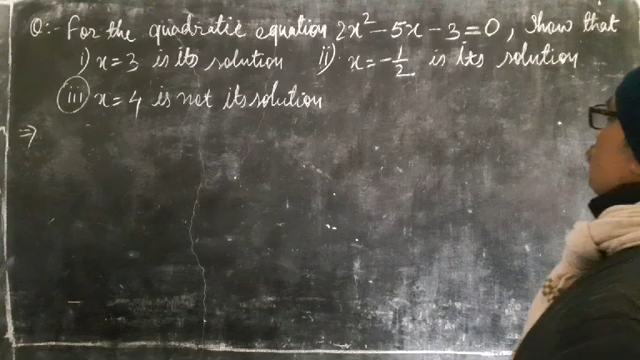 Q:- For the quadratic equation 2x²-5x-3=0, show that
i) x=3 is its solution ii) x=-1/2 is its solution
iii) x=4 is not its solution
⇒